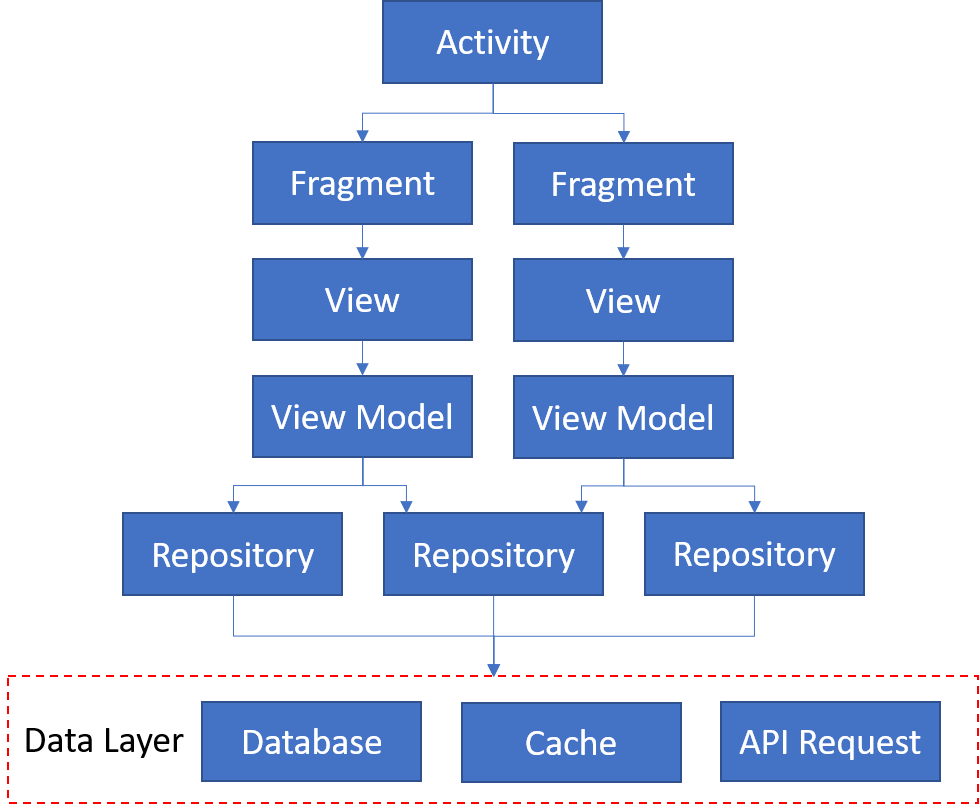 Activity
Fragment
Fragment
View
View
View Model
View Model
Repository
Repository
Repository
Data Layer
Database
Cache
API Request